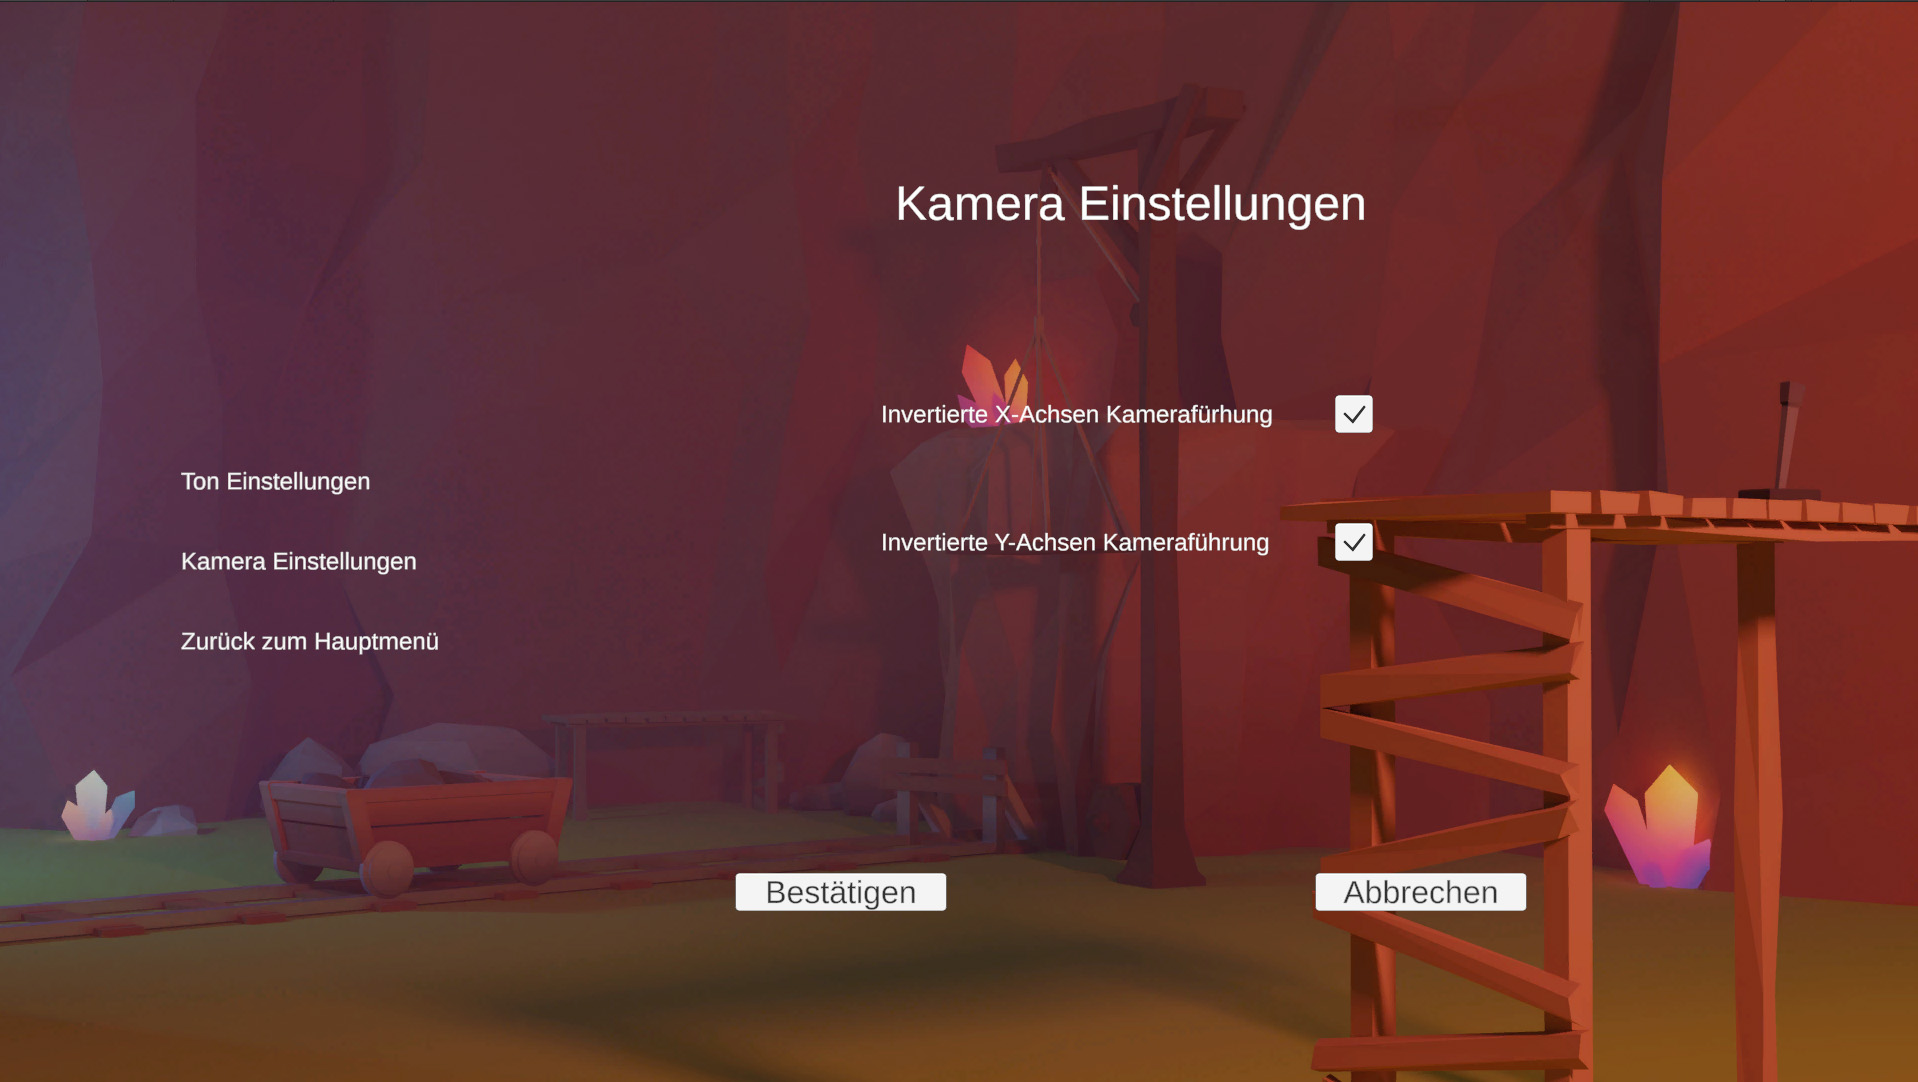 Kamera Einstellungen
Invertierte X-Achsen Kamerafürhung
Invertierte Y-Achsen Kameraführung
Ton Einstellungen
Kamera Einstellungen
Zurück zum Hauptmenü
Bestätigen
Abbrechen